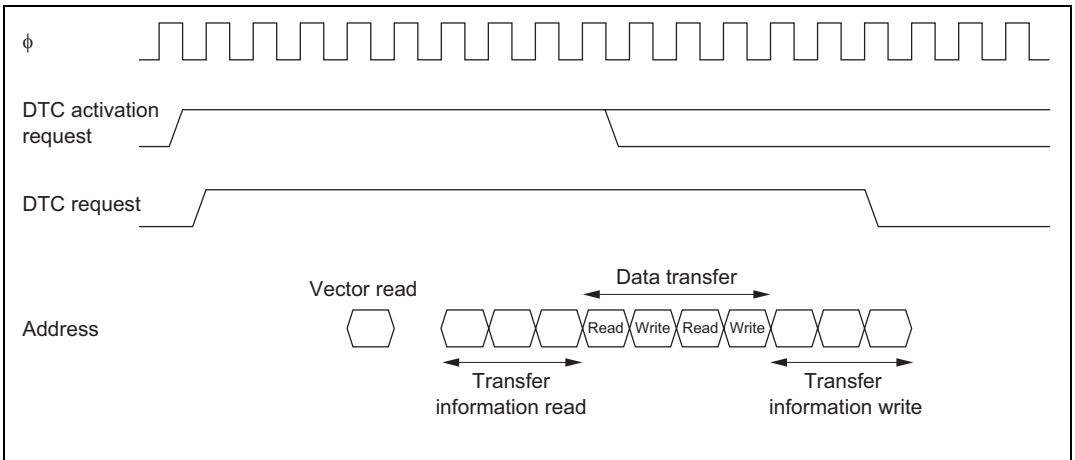 ϕ
DTC activation
request
DTC request
Vector read
Data transfer
Address
Read Write Read Write
Transfer
information read
Transfer
information write